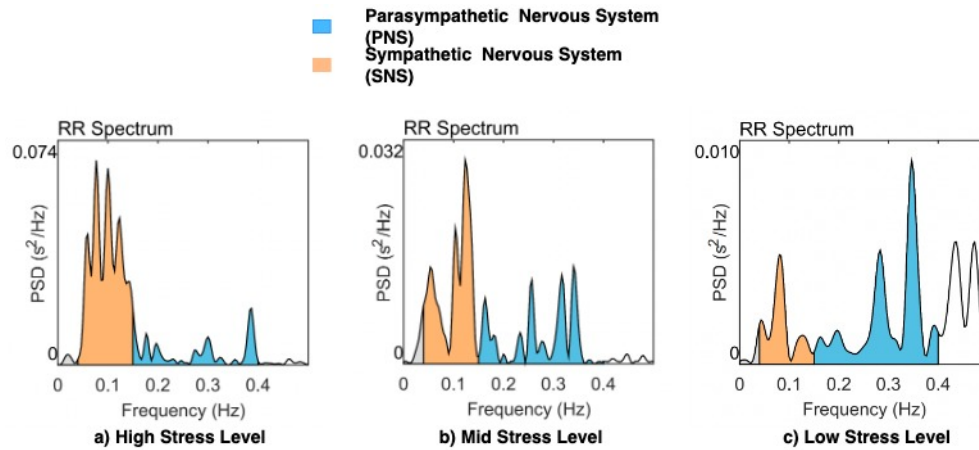 Parasympathetic Nervous System
(PNS)
Sympathetic Nervous System
(SNS)
RR Spectrum
0.074
0
PSD (s²/Hz)
0 0.1 0.2 0.3 0.4
Frequency (Hz)
a) High Stress Level
RR Spectrum
0.032
0
PSD (s²/Hz)
0 0.1 0.2 0.3 0.4
Frequency (Hz)
b) Mid Stress Level
RR Spectrum
0.010
0
PSD (s²/Hz)
0 0.1 0.2 0.3 0.4
Frequency (Hz)
c) Low Stress Level